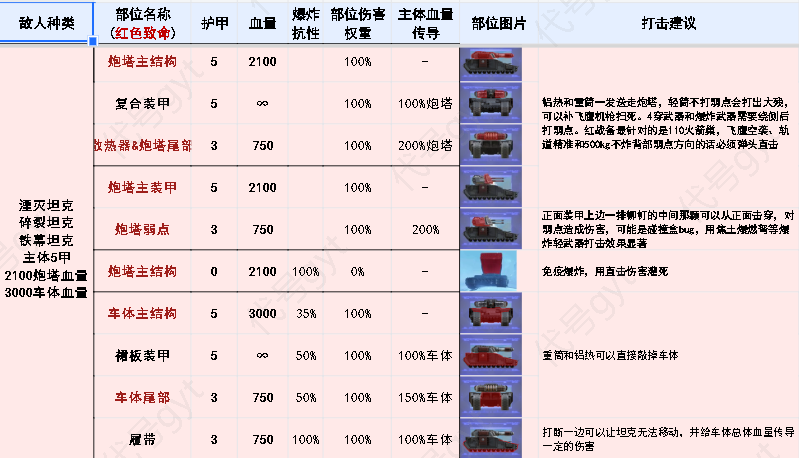 敌人种类 部位名称 (红色致命) 护甲 血量 爆炸抗性 部位伤害权重 主体血量传导 部位图片 打击建议
湮灭坦克
碎裂坦克
铁幕坦克
主体5甲
2100炮塔血量
3000车体血量
炮塔主结构 5 2100 100% -
复合装甲 5 ∞ 100% 100%炮塔
散热器&炮塔尾部 3 750 100% 200%炮塔
铝热和重筒一发送走炮塔，轻筒不打弱点会打出大残，
可以补飞鹰机枪扫死。4穿武器和爆炸武器需要绕侧后
打弱点。红战备最针对的是110火箭巢，飞鹰空袭、轨
道精准和500kg不炸背部弱点方向的话必须弹头直击
炮塔主装甲 5 2100 100% -
炮塔弱点 3 750 100% 200%
正面装甲上边一排铆钉的中间那颗可以从正面击穿，对
弱点造成伤害，可能是碰撞盒bug，用焦土爆燃弩等爆
炸轻武器打击效果显著
炮塔主结构 0 2100 100% 0% - 免疫爆炸，用直击伤害灌死
车体主结构 5 3000 35% 100% -
裙板装甲 5 ∞ 50% 100% 100%车体 重筒和铝热可以直接敲掉车体
车体尾部 3 750 50% 100% 150%车体
履带 3 750 100% 100% 100%车体
打断一边可以让坦克无法移动，并给车体总体血量传导
一定的伤害
代号gyt